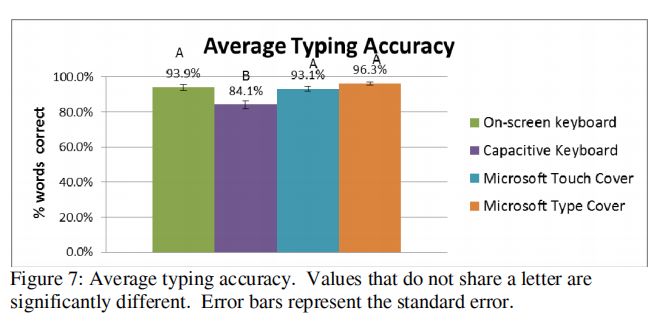 Average Typing Accuracy
A
93.9%
B
84.1%
A
93.1%
A
96.3%
100.0%
80.0%
60.0%
40.0%
20.0%
0.0%
% words correct
On-screen keyboard
Capacitive Keyboard
Microsoft Touch Cover
Microsoft Type Cover
Figure 7: Average typing accuracy.  Values that do not share a letter are
significantly different.  Error bars represent the standard error.